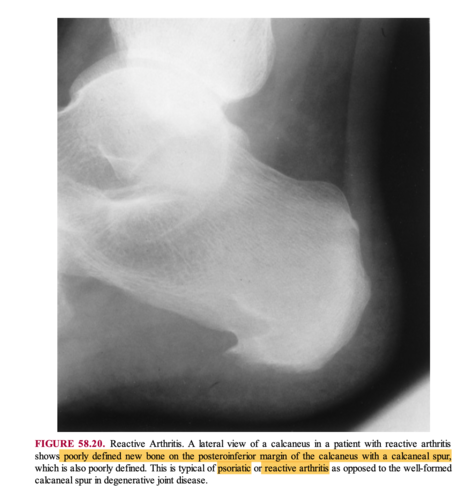 FIGURE 58.20. Reactive Arthritis. A lateral view of a calcaneus in a patient with reactive arthritis
shows poorly defined new bone on the posteroinferior margin of the calcaneus with a calcaneal spur,
which is also poorly defined. This is typical of psoriatic or reactive arthritis as opposed to the well-formed
calcaneal spur in degenerative joint disease.